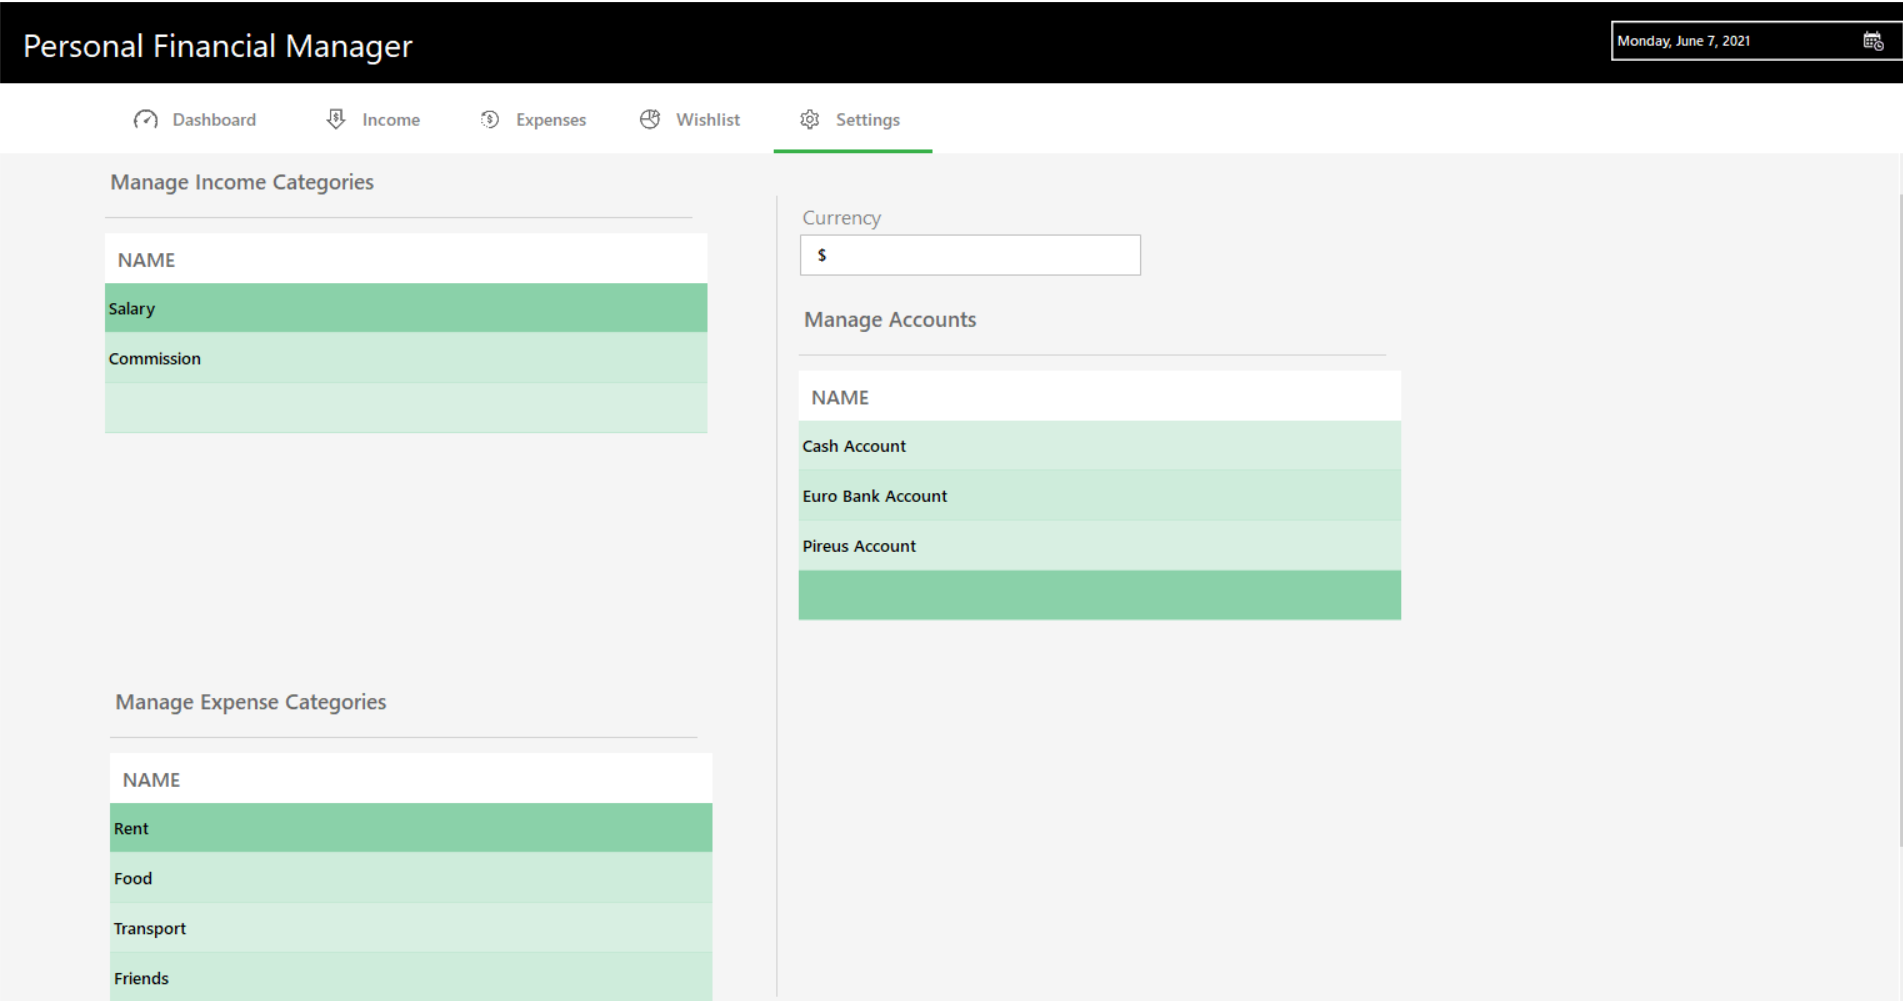 Personal Financial Manager
Monday, June 7, 2021
Dashboard
Income
Expenses
Wishlist
Settings
Manage Income Categories
NAME
Salary
Commission
Manage Expense Categories
NAME
Rent
Food
Transport
Friends
Currency
$
Manage Accounts
NAME
Cash Account
Euro Bank Account
Pireus Account